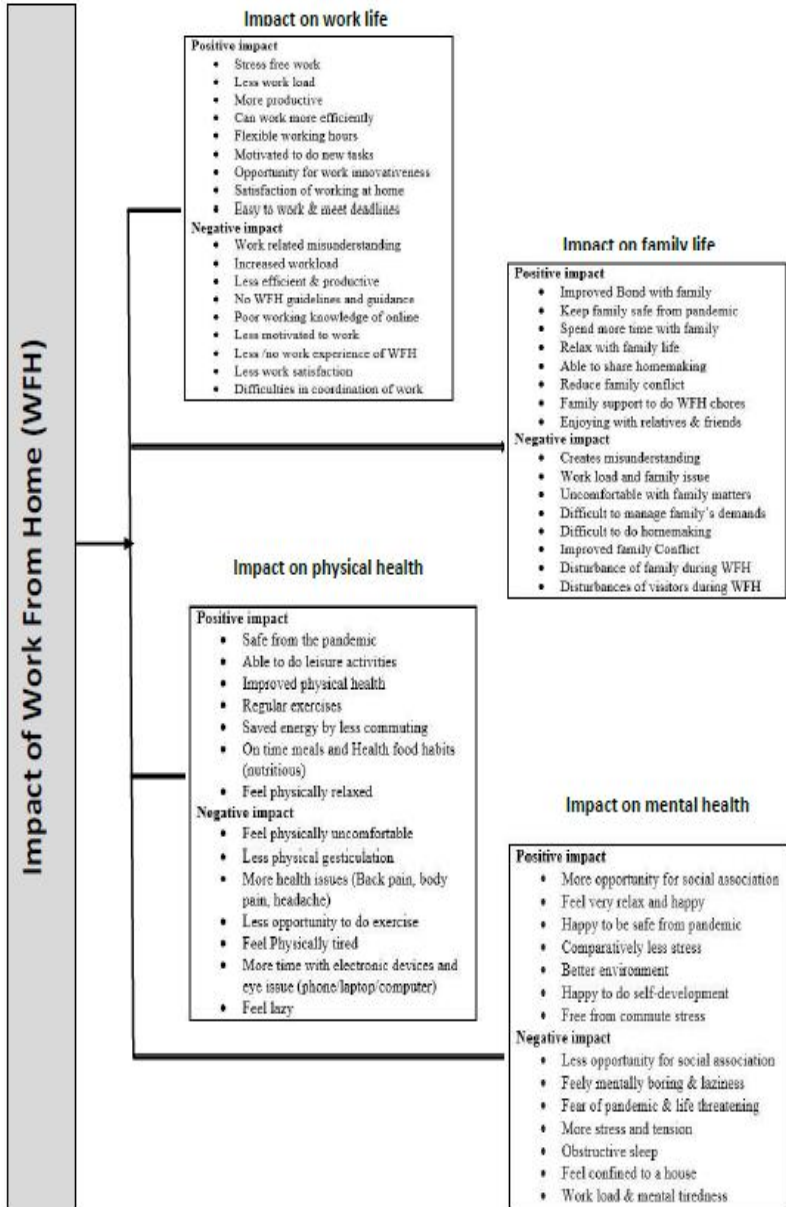 Impact of Work From Home (WFH)
Impact on work life
Positive impact
• Stress free work
• Less work load
• More productive
• Can work more efficiently
• Flexible working hours
• Motivated to do new tasks
• Opportunity for work innovativeness
• Satisfaction of working at home
• Easy to work & meet deadlines
Negative impact
• Work related misunderstanding
• Increased workload
• Less efficient & productive
• No WFH guidelines and guidance
• Poor working knowledge of online
• Less motivated to work
• Less /no work experience of WFH
• Less work satisfaction
• Difficulties in coordination of work
Impact on family life
Positive impact
• Improved Bond with family
• Keep family safe from pandemic
• Spend more time with family
• Relax with family life
• Able to share homemaking
• Reduce family conflict
• Family support to do WFH chores
• Enjoying with relatives & friends
Negative impact
• Creates misunderstanding
• Work load and family issue
• Uncomfortable with family matters
• Difficult to manage family's demands
• Difficult to do homemaking
• Improved family Conflict
• Disturbance of family during WFH
• Disturbances of visitors during WFH
Impact on physical health
Positive impact
• Safe from the pandemic
• Able to do leisure activities
• Improved physical health
• Regular exercises
• Saved energy by less commuting
• On time meals and Health food habits
(nutritious)
• Feel physically relaxed
Negative impact
• Feel physically uncomfortable
• Less physical gesticulation
• More health issues (Back pain, body
pain, headache)
• Less opportunity to do exercise
• Feel Physically tired
• More time with electronic devices and
eye issue (phone/laptop/computer)
• Feel lazy
Impact on mental health
Positive impact
• More opportunity for social association
• Feel very relax and happy
• Happy to be safe from pandemic
• Comparatively less stress
• Better environment
• Happy to do self-development
• Free from commute stress
Negative impact
• Less opportunity for social association
• Feely mentally boring & laziness
• Fear of pandemic & life threatening
• More stress and tension
• Obstructive sleep
• Feel confined to a house
• Work load & mental tiredness